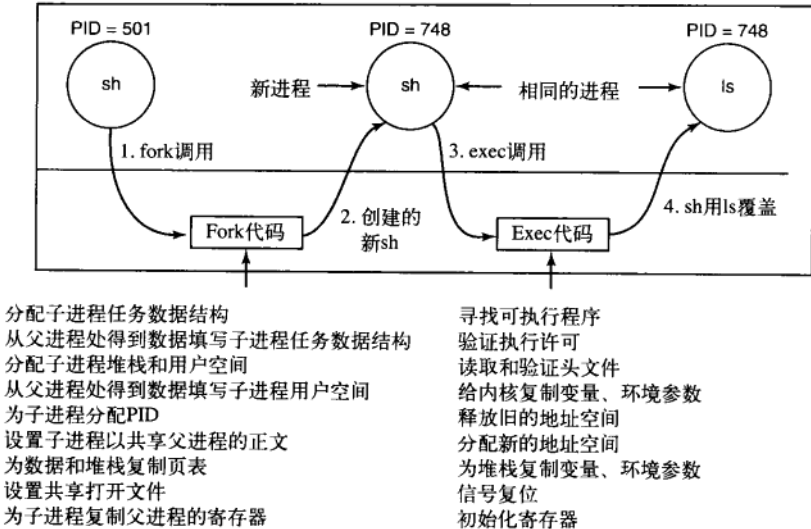 PID = 501
PID = 748
PID = 748
sh
新进程
sh
相同的进程
ls
1. fork调用
3. exec调用
2. 创建的
新sh
4. sh用ls覆盖
Fork代码
Exec代码
分配子进程任务数据结构
从父进程处得到数据填写子进程任务数据结构
分配子进程堆栈和用户空间
从父进程处得到数据填写子进程用户空间
为子进程分配PID
设置子进程以共享父进程的正文
为数据和堆栈复制页表
设置共享打开文件
为子进程复制父进程的寄存器
寻找可执行程序
验证执行许可
读取和验证头文件
给内核复制变量、环境参数
释放旧的地址空间
分配新的地址空间
为堆栈复制变量、环境参数
信号复位
初始化寄存器